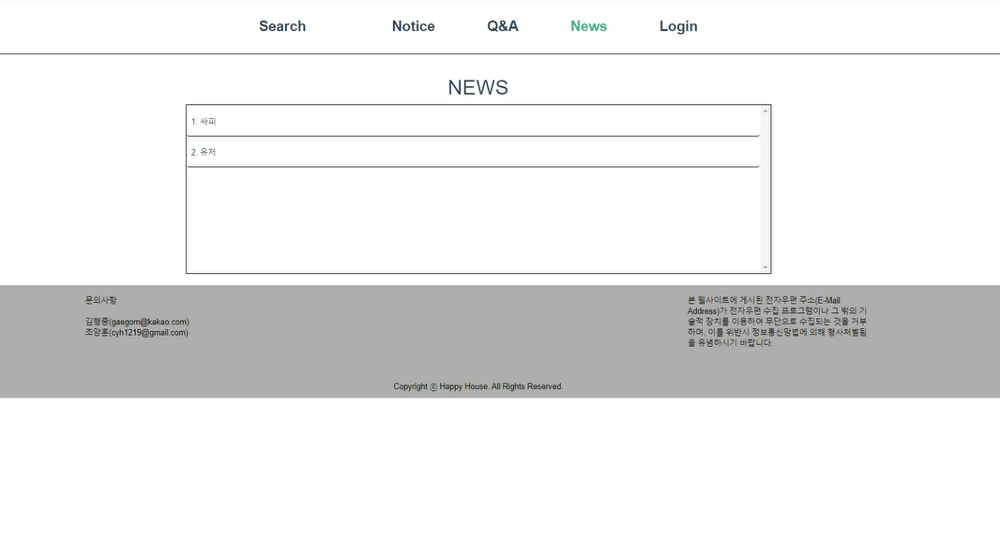 Search Notice Q&A News Login
NEWS
1. 싸피
2. 유저
문의사항
김형중(gaegom@kakao.com)
조양훈(cyh1219@gmail.com)
본 웹사이트에 게시된 전자우편 주소(E-Mail
Address)가 전자우편 수집 프로그램이나 그 밖의 기
술적 장치를 이용하여 무단으로 수집되는 것을 거부
하며, 이를 위반시 정보통신망법에 의해 형사처벌됨
을 유념하시기 바랍니다.
Copyright ⓒ Happy House. All Rights Reserved.